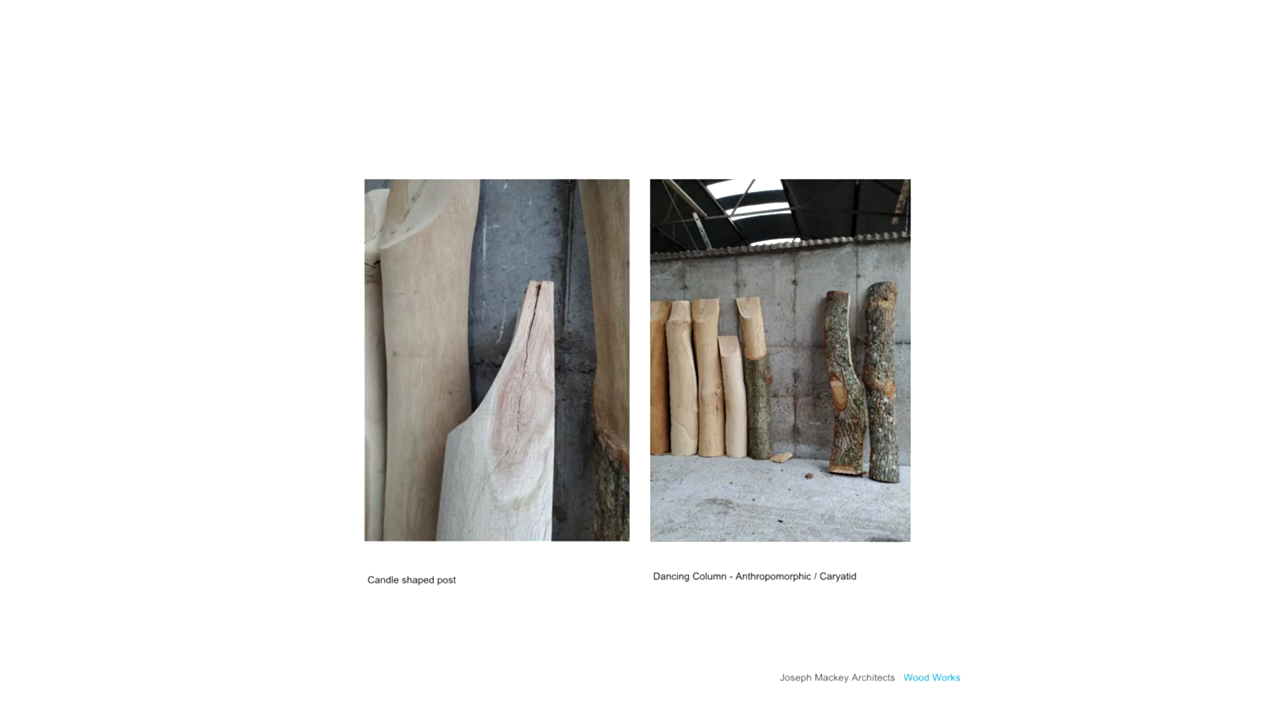 Candle shaped post
Dancing Column - Anthropomorphic / Caryatid
Joseph Mackey Architects Wood Works